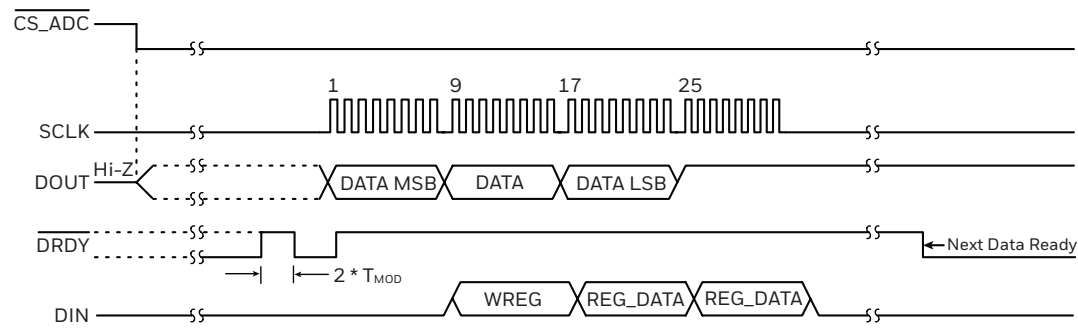 CS_ADC
1 9 17 25
SCLK
Hi-Z
DOUT DATA MSB DATA DATA LSB
DRDY Next Data Ready
2 * TMOD
DIN WREG REG_DATA REG_DATA